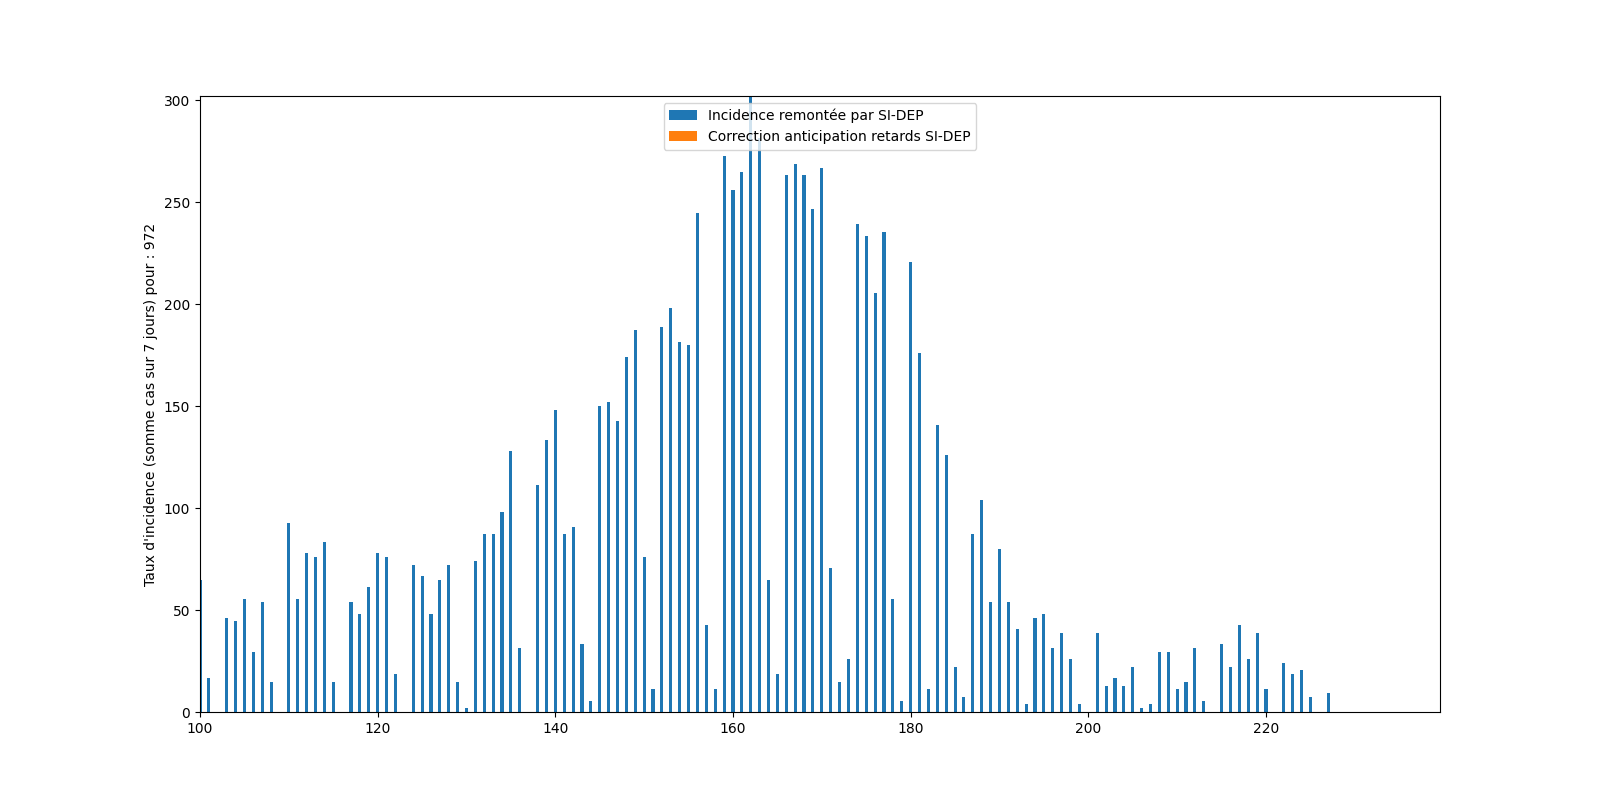 Incidence remontée par SI-DEP
Correction anticipation retards SI-DEP
Taux d'incidence (somme cas sur 7 jours) pour : 972
300
250
200
150
100
50
0
100 120 140 160 180 200 220